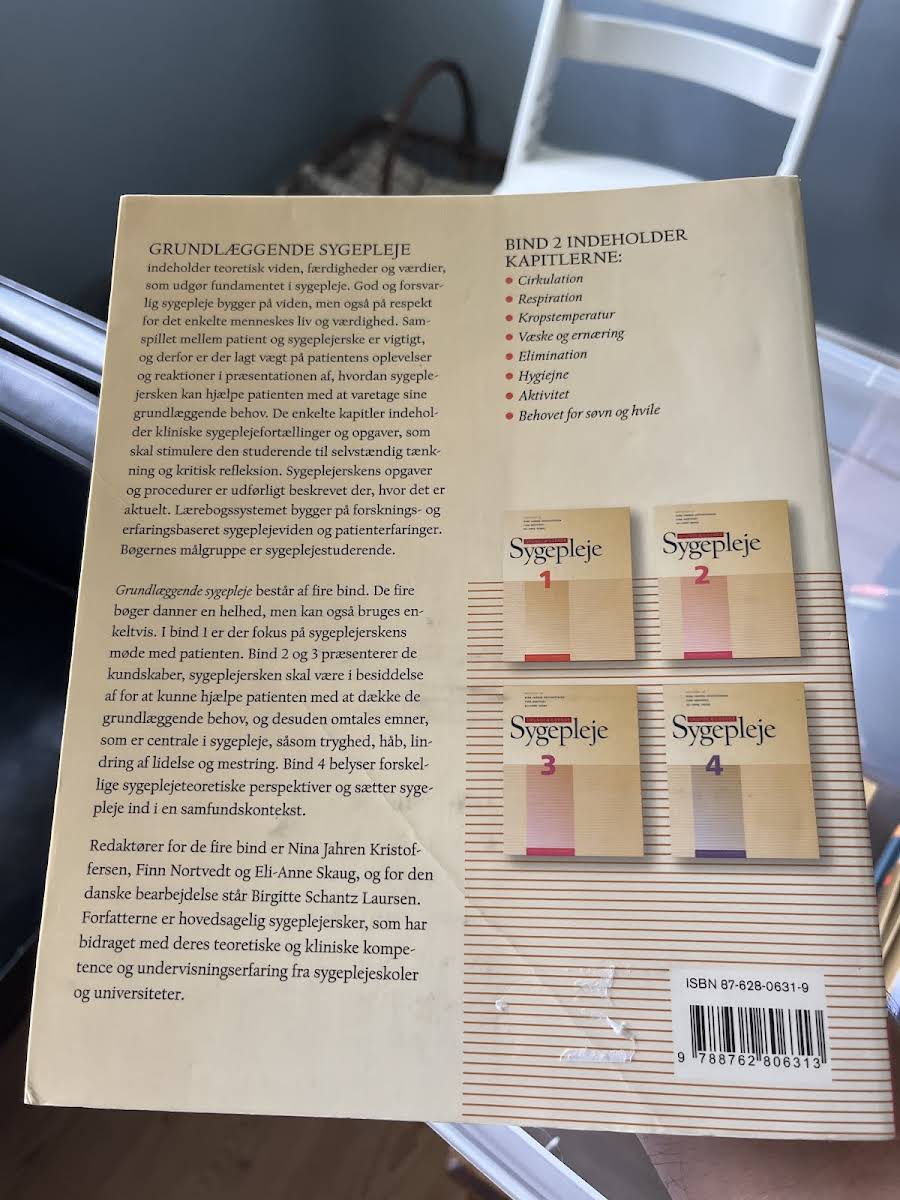 GRUNDLÆGGENDE SYGEPLEJE
indeholder teoretisk viden, færdigheder og værdier,
som udgør fundamentet i sygepleje. God og forsvar-
lig sygepleje bygger på viden, men også på respekt
for det enkelte menneskes liv og værdighed. Sam-
spillet mellem patient og sygeplejerske er vigtigt,
og derfor er der lagt vægt på patientens oplevelser
og reaktioner i præsentationen af, hvordan sygeple-
jersken kan hjælpe patienten med at varetage sine
grundlæggende behov. De enkelte kapitler indehol-
der kliniske sygeplejefortællinger og opgaver, som
skal stimulere den studerende til selvstændig tænk-
ning og kritisk refleksion. Sygeplejerskens opgaver
og procedurer er udførligt beskrevet der, hvor det er
aktuelt. Lærebogssystemet bygger på forsknings- og
erfaringsbaseret sygeplejeviden og patienterfaringer.
Bøgernes målgruppe er sygeplejestuderende.
Grundlæggende sygepleje består af fire bind. De fire
bøger danner en helhed, men kan også bruges en-
keltvis. I bind 1 er der fokus på sygeplejerskens
møde med patienten. Bind 2 og 3 præsenterer de
kundskaber, sygeplejersken skal være i besiddelse
af for at kunne hjælpe patienten med at dække de
grundlæggende behov, og desuden omtales emner,
som er centrale i sygepleje, såsom tryghed, håb, lin-
dring af lidelse og mestring. Bind 4 belyser forskel-
lige sygeplejeteoretiske perspektiver og sætter syge-
pleje ind i en samfundskontekst.
Redaktører for de fire bind er Nina Jahren Kristof-
fersen, Finn Nortvedt og Eli-Anne Skaug, og for den
danske bearbejdelse står Birgitte Schantz Laursen.
Forfatterne er hovedsagelig sygeplejersker, som har
bidraget med deres teoretiske og kliniske kompe-
tence og undervisningserfaring fra sygeplejeskoler
og universiteter.
BIND 2 INDEHOLDER
KAPITLERNE:
• Cirkulation
• Respiration
• Kropstemperatur
• Væske og ernæring
• Elimination
• Hygiejne
• Aktivitet
• Behovet for søvn og hvile
Sygepleje
1
Sygepleje
2
Sygepleje
3
Sygepleje
4
ISBN 87-628-0631-9
9 788762 806313